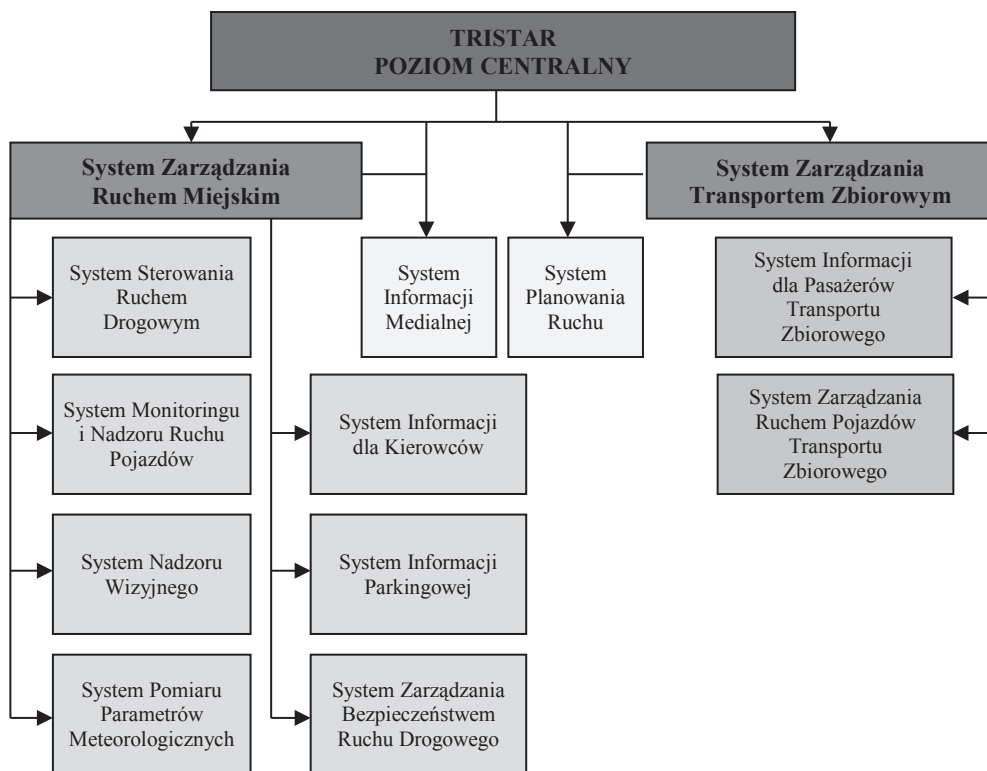 TRISTAR
POZIOM CENTRALNY
System Zarządzania
Ruchem Miejskim
System Zarządzania
Transportem Zbiorowym
System Sterowania
Ruchem
Drogowym
System
Informacji
Medialnej
System
Planowania
Ruchu
System Informacji
dla Pasażerów
Transportu
Zbiorowego
System Monitoringu
i Nadzoru Ruchu
Pojazdów
System Informacji
dla Kierowców
System Zarządzania
Ruchem Pojazdów
Transportu
Zbiorowego
System Nadzoru
Wizyjnego
System Informacji
Parkingowej
System Pomiaru
Parametrów
Meteorologicznych
System Zarządzania
Bezpieczeństwem
Ruchu Drogowego